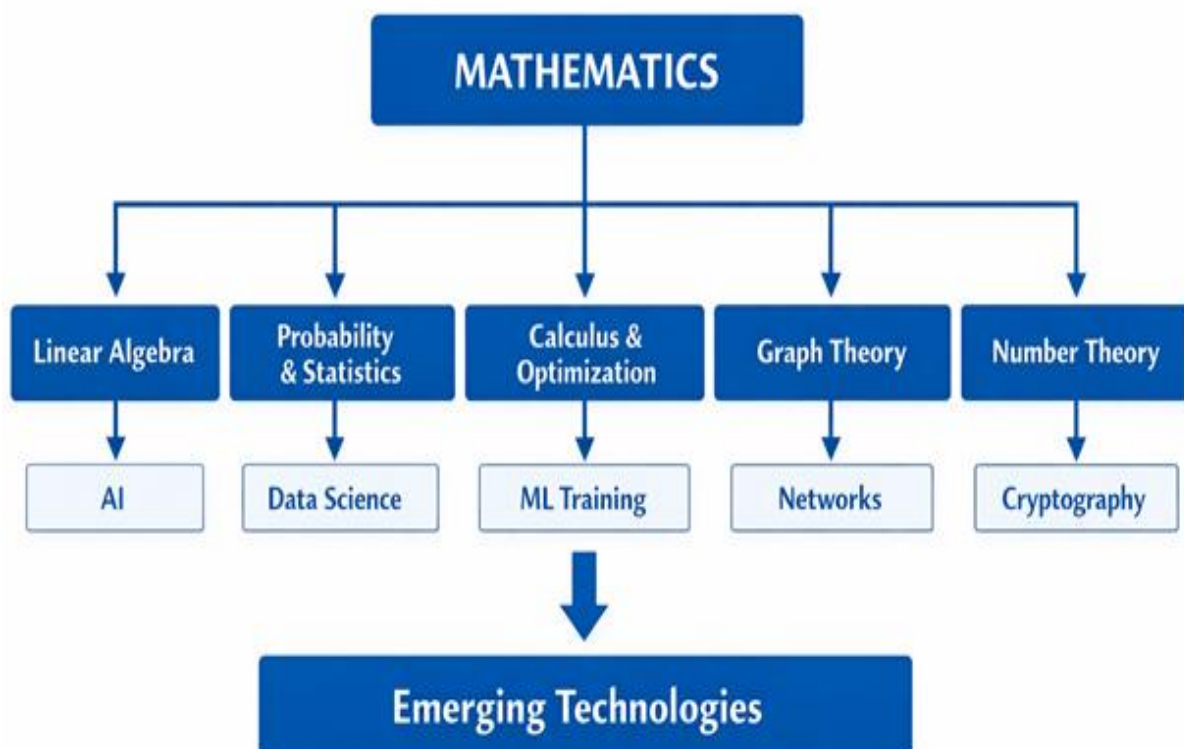 MATHEMATICS
Linear Algebra
Probability
& Statistics
Calculus &
Optimization
Graph Theory
Number Theory
AI
Data Science
ML Training
Networks
Cryptography
Emerging Technologies